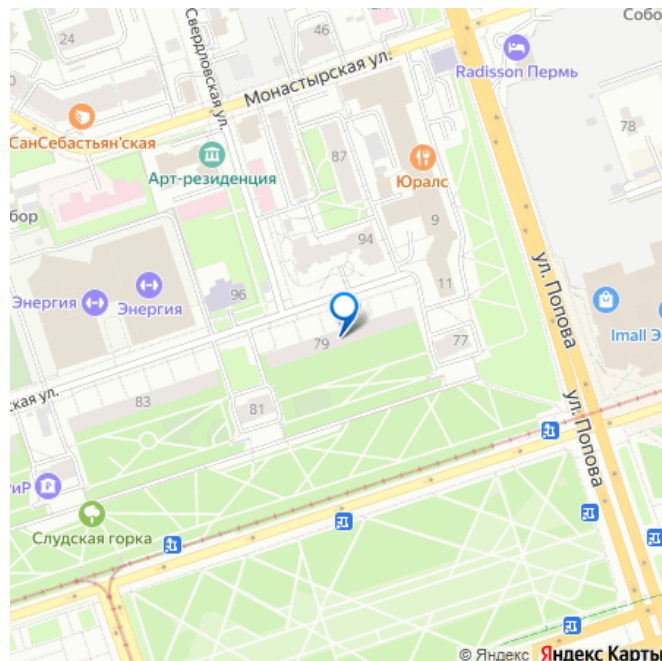 24
46
Собо
Свердловская ул.
Монастырская ул.
Radisson Пермь
СанСебастьян'ская
78
87
Арт-резиденция
Юралс
бор
9
94
ул. Попова
11
96
Энергия
Энергия
Imall Э
79
77
ская ул.
83
81
ул. Попова
иР
Слудская горка
© Яндекс Яндекс Карты